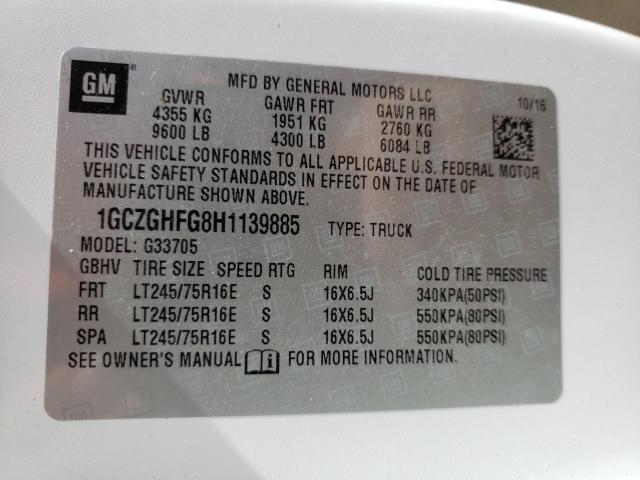 GM
MFD BY GENERAL MOTORS LLC
10/16
GVWR GAWR FRT GAWR RR
4355 KG 1951 KG 2760 KG
9600 LB 4300 LB 6084 LB
THIS VEHICLE CONFORMS TO ALL APPLICABLE U.S. FEDERAL MOTOR
VEHICLE SAFETY STANDARDS IN EFFECT ON THE DATE OF
MANUFACTURE SHOWN ABOVE.
1GCZGHFG8H1139885 TYPE: TRUCK
MODEL: G33705
GBHV TIRE SIZE SPEED RTG RIM COLD TIRE PRESSURE
FRT LT245/75R16E S 16X6.5J 340KPA(50PSI)
RR LT245/75R16E S 16X6.5J 550KPA(80PSI)
SPA LT245/75R16E S 16X6.5J 550KPA(80PSI)
SEE OWNER'S MANUAL i FOR MORE INFORMATION.